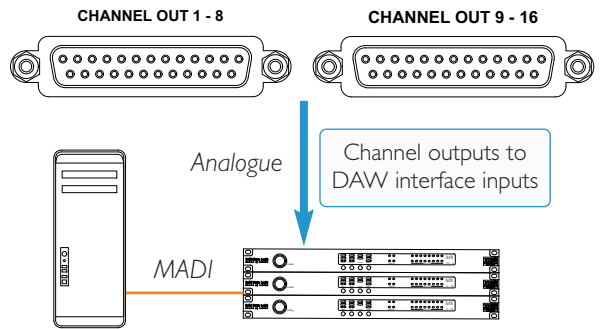 CHANNEL OUT 1 - 8
CHANNEL OUT 9 - 16
Analogue
Channel outputs to
DAW interface inputs
MADI